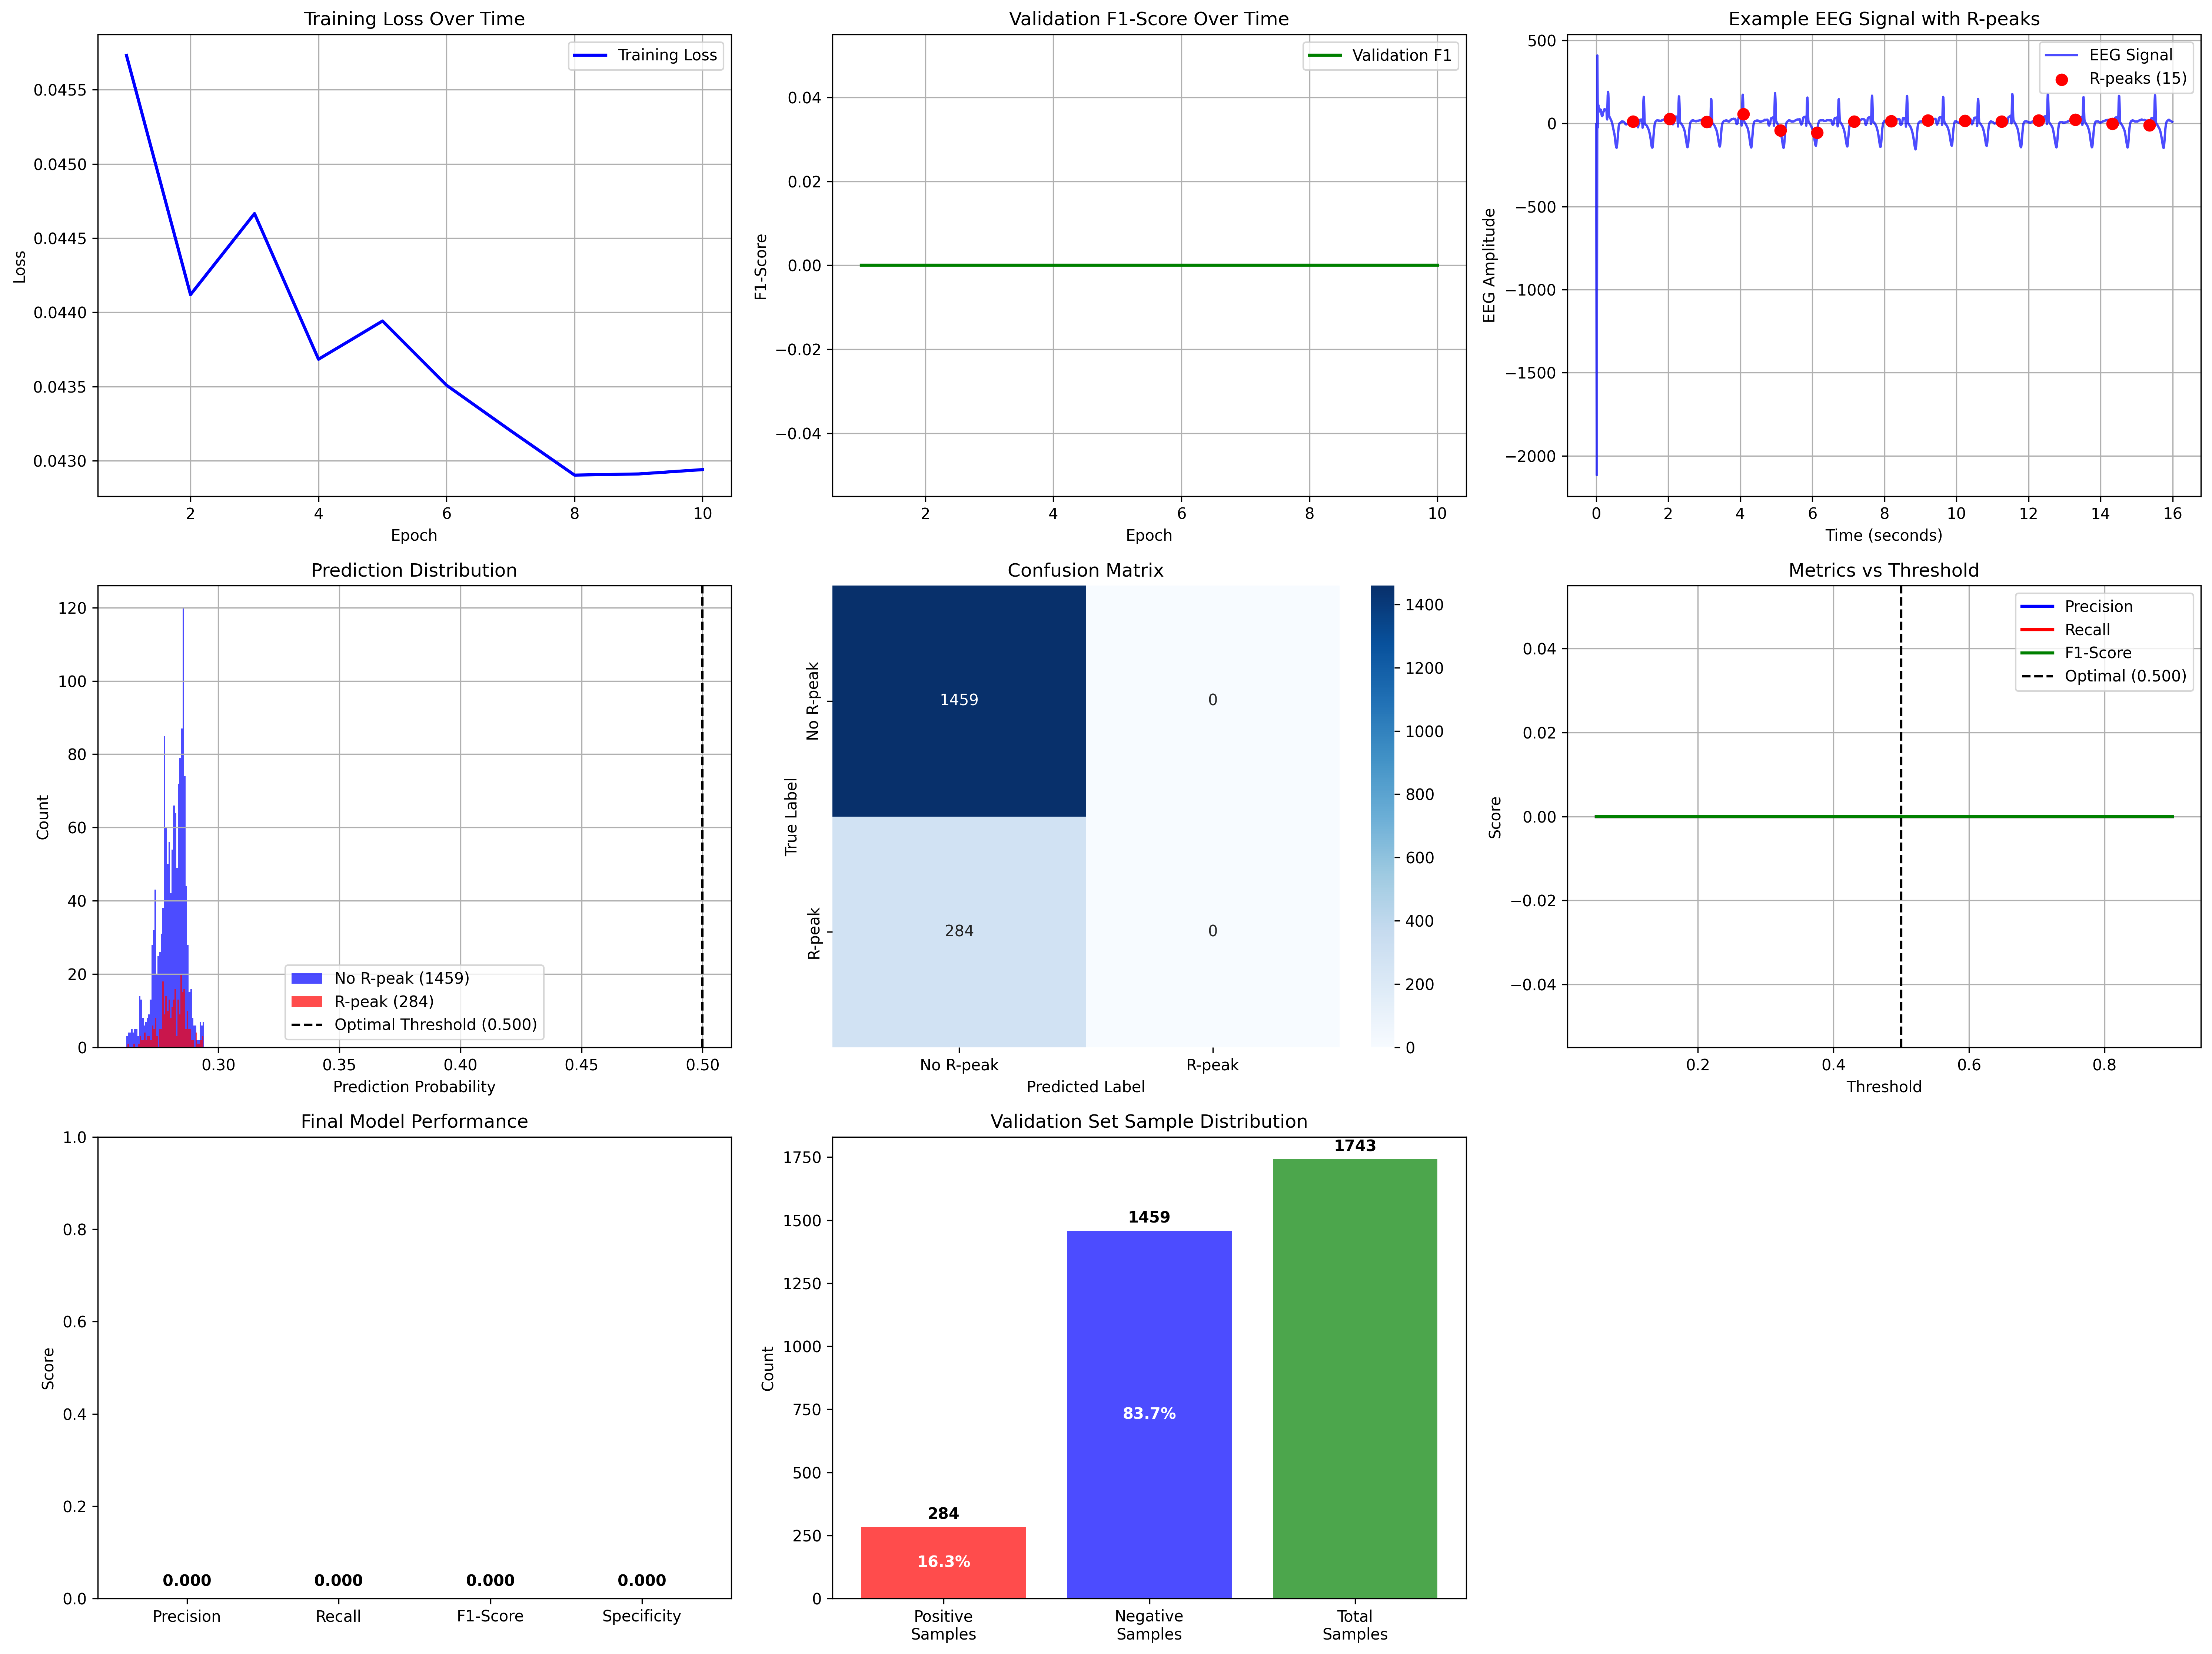 Training Loss Over Time
Training Loss
0.0455
0.0450
0.0445
0.0440
0.0435
0.0430
Loss
2 4 6 8 10
Epoch
Validation F1-Score Over Time
Validation F1
0.04
0.02
0.00
−0.02
−0.04
F1-Score
2 4 6 8 10
Epoch
Example EEG Signal with R-peaks
EEG Signal
R-peaks (15)
500
0
−500
−1000
−1500
−2000
EEG Amplitude
0 2 4 6 8 10 12 14 16
Time (seconds)
Prediction Distribution
120
100
80
60
40
20
0
Count
No R-peak (1459)
R-peak (284)
Optimal Threshold (0.500)
0.30 0.35 0.40 0.45 0.50
Prediction Probability
Confusion Matrix
True Label
No R-peak
R-peak
1459 0
284 0
No R-peak R-peak
Predicted Label
1400
1200
1000
800
600
400
200
0
Metrics vs Threshold
Precision
Recall
F1-Score
Optimal (0.500)
0.04
0.02
0.00
−0.02
−0.04
Score
0.2 0.4 0.6 0.8
Threshold
Final Model Performance
1.0
0.8
0.6
0.4
0.2
0.0
Score
0.000 0.000 0.000 0.000
Precision Recall F1-Score Specificity
Validation Set Sample Distribution
1750
1500
1250
1000
750
500
250
0
Count
284
16.3%
1459
83.7%
1743
Positive
Samples
Negative
Samples
Total
Samples